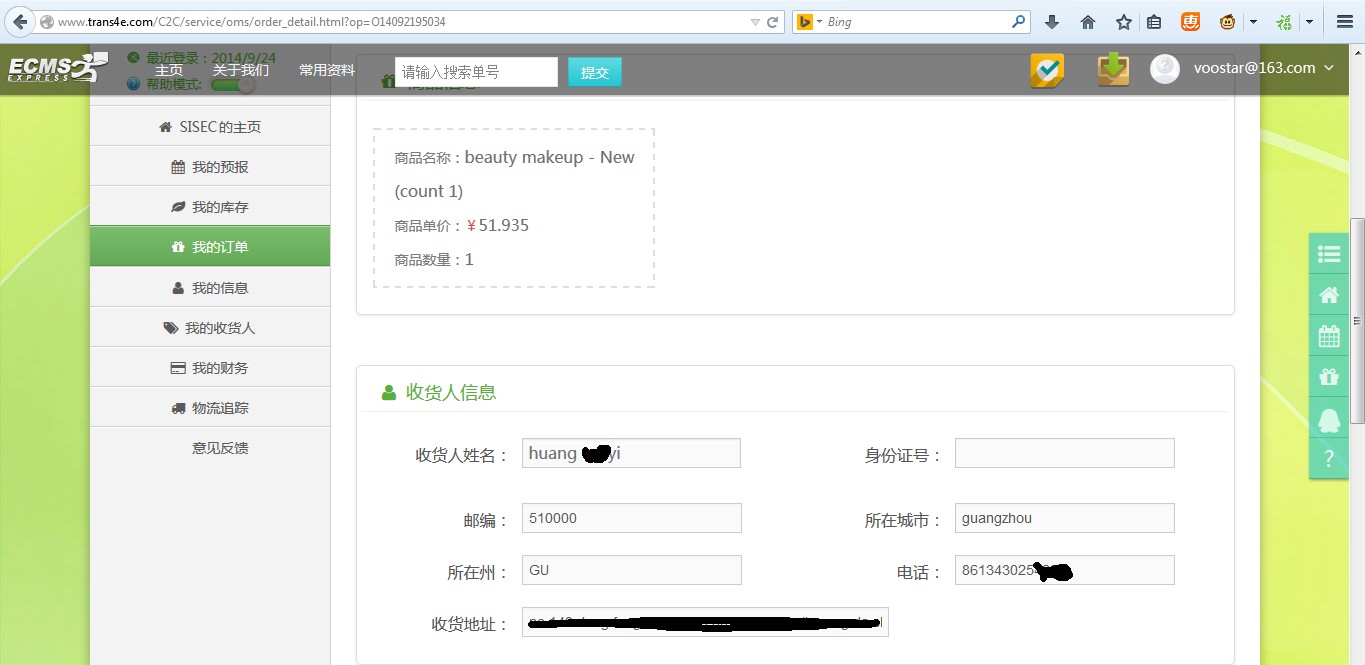 www.trans4e.com/C2C/service/oms/order_detail.html?op=O14092195034
Bing
惠
福
ECMS
EXPRESS
最近登录：2014/9/24
帮助模式:
主页 关于我们 常用资料
请输入搜索单号
提交
voostar@163.com
SISEC的主页
我的预报
我的库存
我的订单
我的信息
我的收货人
我的财务
物流追踪
意见反馈
商品名称：beauty makeup - New
(count 1)
商品单价：￥51.935
商品数量：1
收货人信息
收货人姓名： huang yi
身份证号：
邮编： 510000
所在城市： guangzhou
所在州： GU
电话： 861343025
收货地址：
?